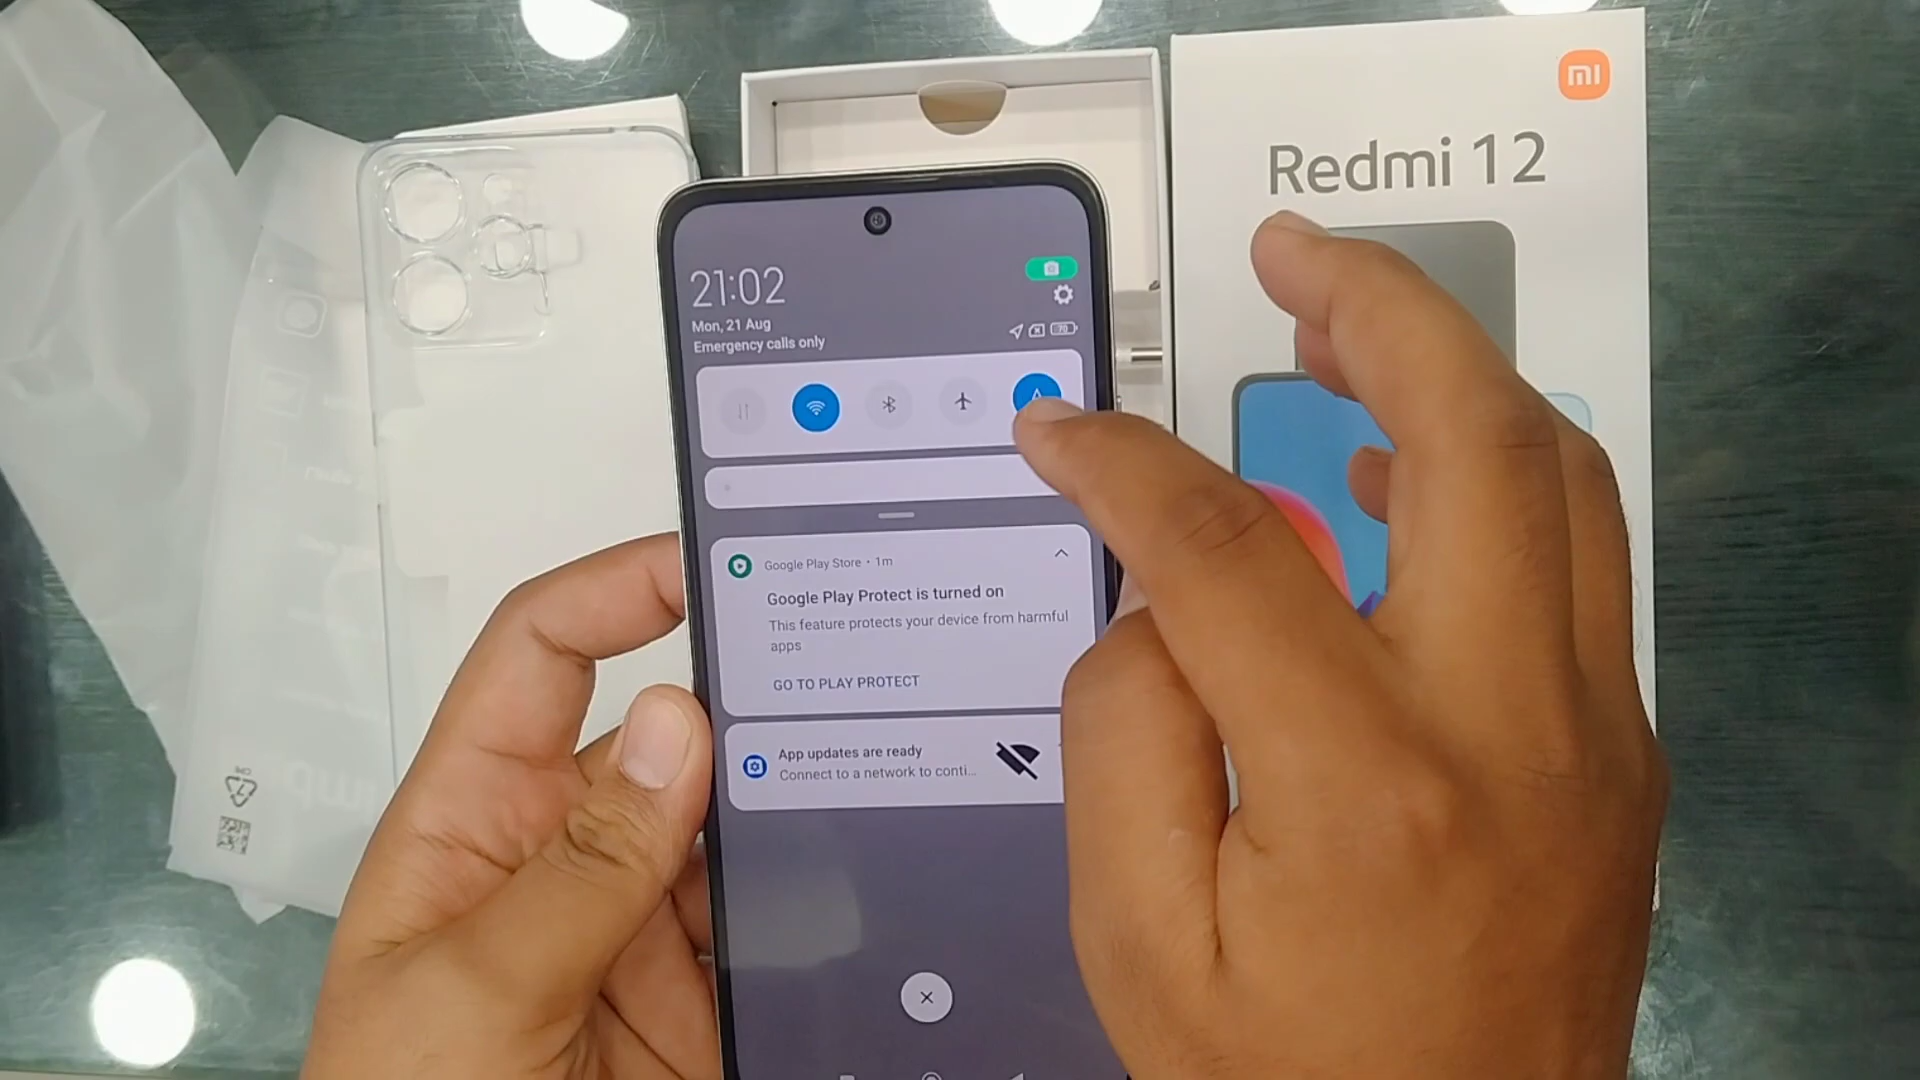 mi
Redmi 12
21:02
Mon, 21 Aug
Emergency calls only
70
Google Play Store • 1m
Google Play Protect is turned on
This feature protects your device from harmful
apps
GO TO PLAY PROTECT
App updates are ready
Connect to a network to conti...